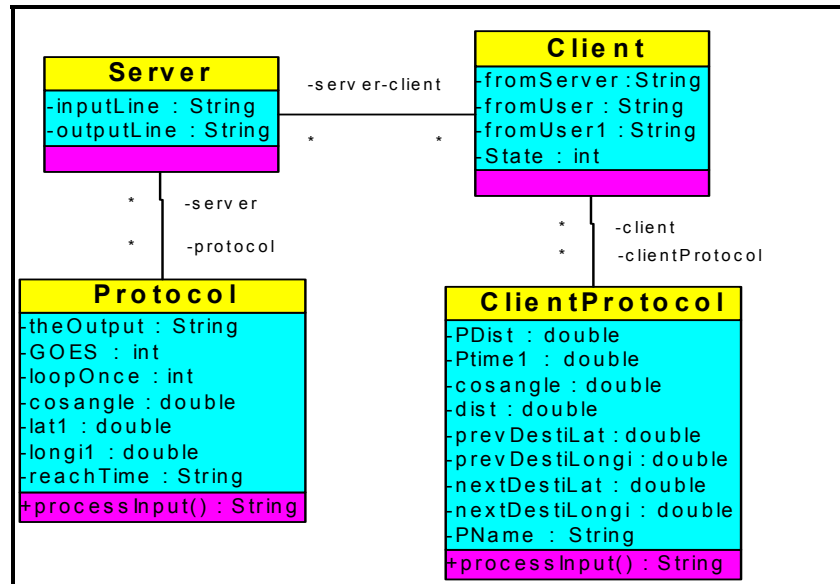 Server
-inputLine : String
-outputLine : String
-server-client
* *
Client
-fromServer :String
-fromUser : String
-fromUser1 : String
-State : int
* -server
* -protocol
* -client
* -clientProtocol
Protocol
-theOutput : String
-GOES : int
-loopOnce : int
-cosangle : double
-lat1 : double
-longi1 : double
-reachTime : String
+processInput() : String
ClientProtocol
-PDist : double
-Ptime1 : double
-cosangle : double
-dist : double
-prevDestiLat : double
-prevDestiLongi : double
-nextDestiLat : double
-nextDestiLongi : double
-PName : String
+processInput() : String